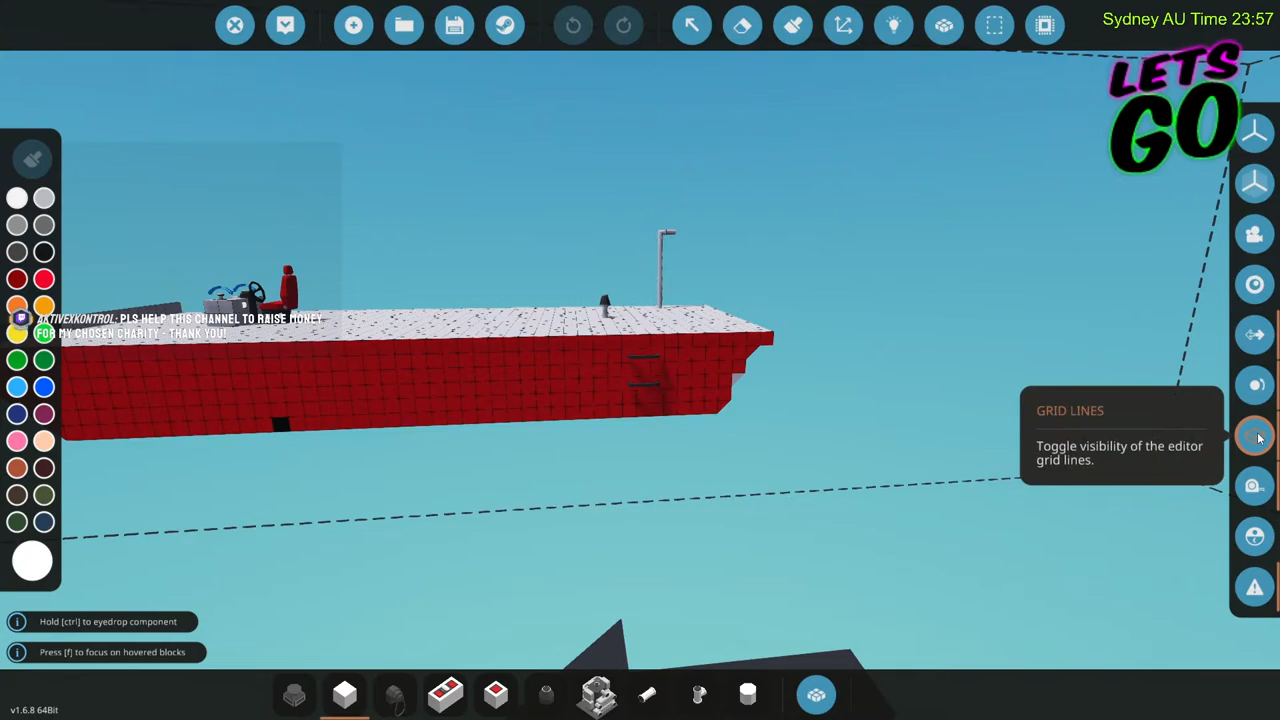 Sydney AU Time 23:57
LETS
GO
AKTIVEXKONTROL: PLS HELP THIS CHANNEL TO RAISE MONEY
FOR MY CHOSEN CHARITY - THANK YOU!
GRID LINES
Toggle visibility of the editor
grid lines.
Hold [ctrl] to eyedrop component
Press [f] to focus on hovered blocks
v1.6.8 64Bit